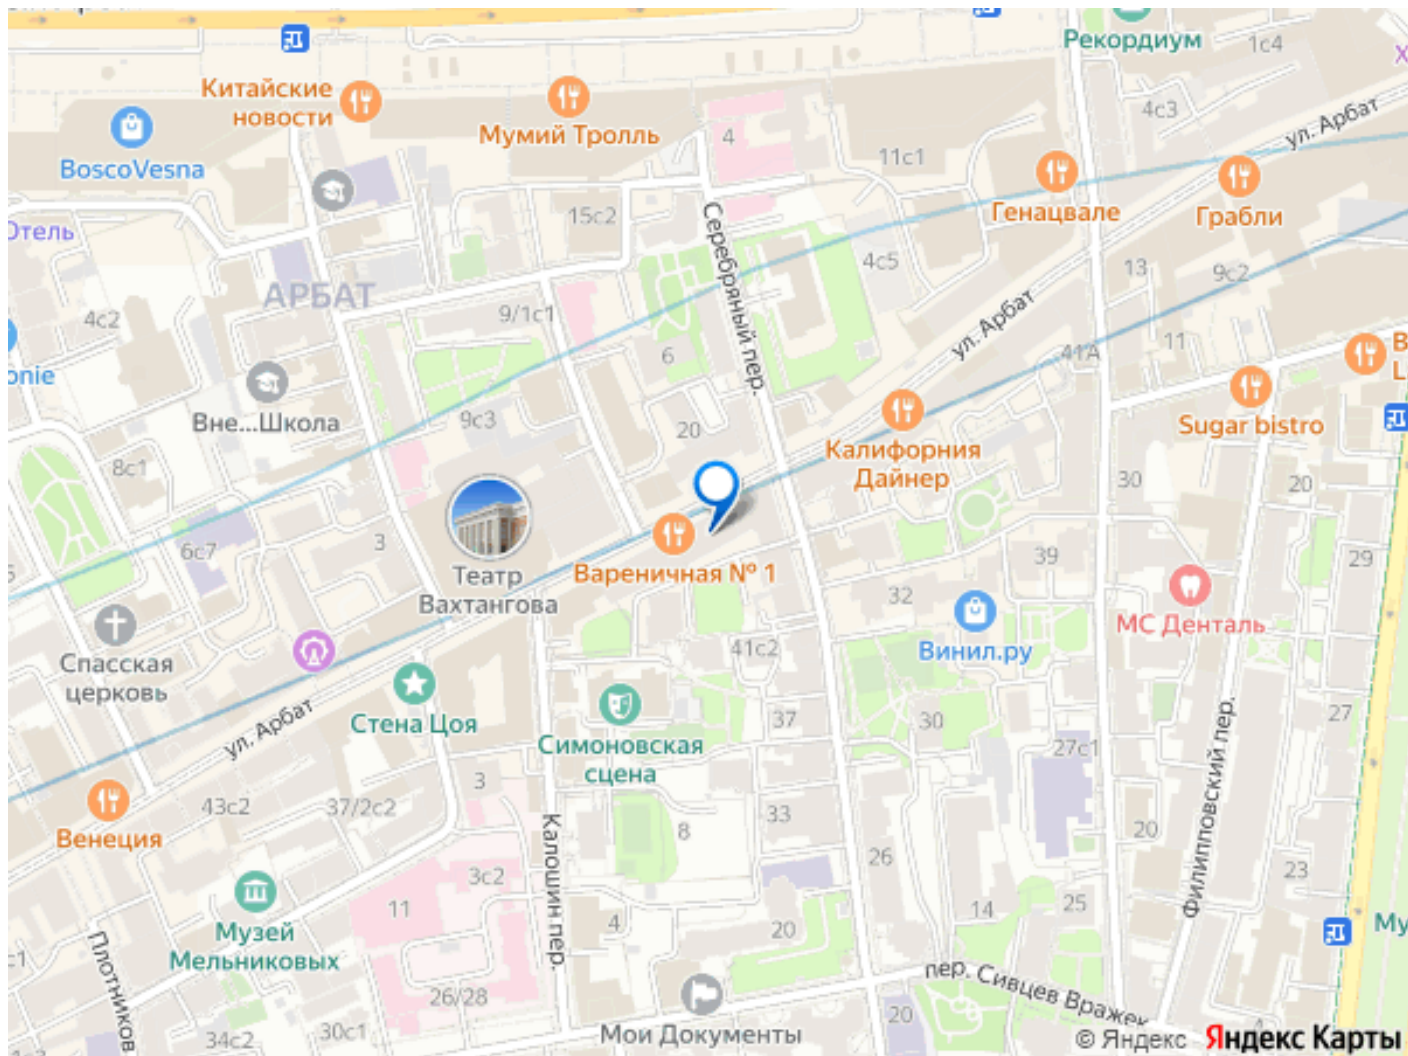 Рекордиум
1с4
Китайские
новости
Мумий Тролль
4с3
ул. Арбат
BoscoVesna
4
11с1
Генацвале
Грабли
15с2
Отель
Серебряный пер.
4с5
13
9с2
АРБАТ
4с2
9/1с1
ул. Арбат
41А
11
6
onie
Вне...Школа
9с3
20
Калифорния
Дайнер
Sugar bistro
8с1
30
20
6с7
3
Театр
Вахтангова
Вареничная № 1
39
29
32
МС Денталь
Спасская
церковь
41с2
Винил.ру
ул. Арбат
Стена Цоя
Симоновская
сцена
37
30
27с1
27
Филипповский пер.
3
43с2
37/2с2
Венеция
33
8
20
Калошин пер.
26
23
3с2
11
Музей
Мельниковых
4
20
14
25
Му
Плотников
26/28
пер. Сивцев Вражек
34с2
30с1
Мои Документы
20
© Яндекс Яндекс Карты